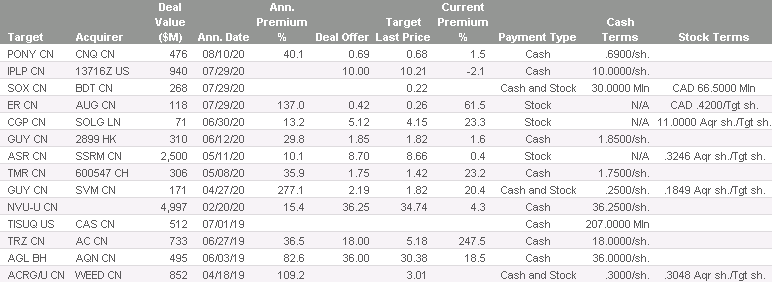 Deal Ann. Target Current
Value Premium Last Price Premium Cash
Target Acquirer ($M) Ann. Date % Deal Offer % Payment Type Terms Stock Terms
PONY CN CNQ CN 476 08/10/20 40.1 0.69 0.68 1.5 Cash .6900/sh.
IPLP CN 13716Z US 940 07/29/20 10.00 10.21 -2.1 Cash 10.0000/sh.
SOX CN BDT CN 268 07/29/20 0.22 Cash and Stock 30.0000 Mln CAD 66.5000 Mln
ER CN AUG CN 118 07/29/20 137.0 0.42 0.26 61.5 Stock N/A CAD .4200/Tgt sh.
CGP CN SOLG LN 71 06/30/20 13.2 5.12 4.15 23.3 Stock N/A 11.0000 Aqr sh./Tgt sh.
GUY CN 2899 HK 310 06/12/20 29.8 1.85 1.82 1.6 Cash 1.8500/sh.
ASR CN SSRM CN 2,500 05/11/20 10.1 8.70 8.66 0.4 Stock N/A .3246 Aqr sh./Tgt sh.
TMR CN 600547 CH 306 05/08/20 35.9 1.75 1.42 23.2 Cash 1.7500/sh.
GUY CN SVM CN 171 04/27/20 277.1 2.19 1.82 20.4 Cash and Stock .2500/sh. .1849 Aqr sh./Tgt sh.
NVU-U CN 4,997 02/20/20 15.4 36.25 34.74 4.3 Cash 36.2500/sh.
TISUQ US CAS CN 512 07/01/19 Cash 207.0000 Mln
TRZ CN AC CN 733 06/27/19 36.5 18.00 5.18 247.5 Cash 18.0000/sh.
AGL BH AQN CN 495 06/03/19 82.6 36.00 30.38 18.5 Cash 36.0000/sh.
ACRG/U CN WEED CN 852 04/18/19 109.2 3.01 Cash and Stock .3000/sh. .3048 Aqr sh./Tgt sh.